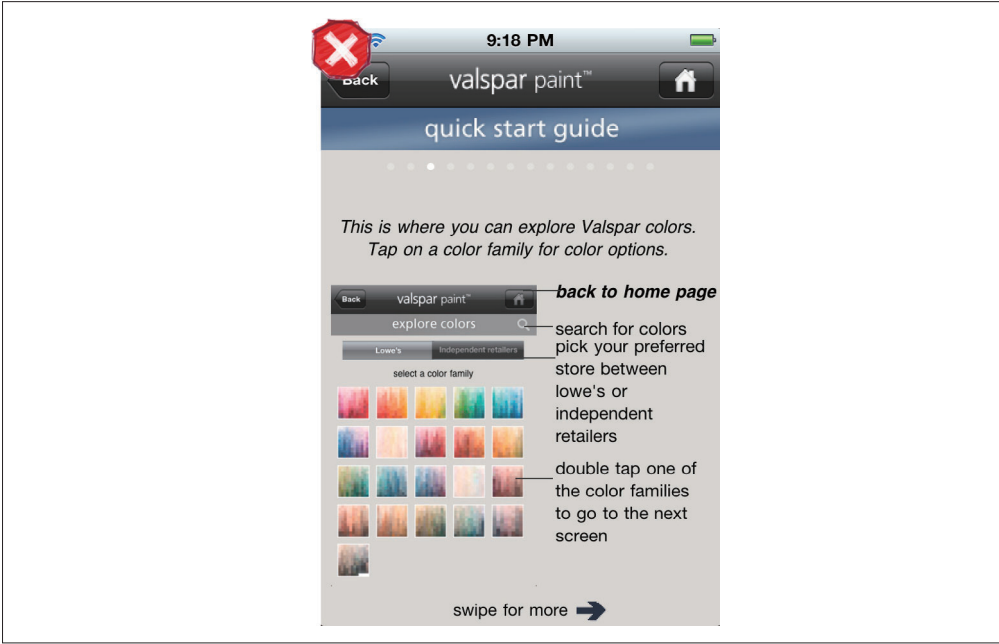 9:18 PM
Back
valspar paint™
quick start guide
This is where you can explore Valspar colors.
Tap on a color family for color options.
Back
valspar paint™
back to home page
explore colors
search for colors
Lowe's
Independent retailers
pick your preferred
store between
lowe's or
independent
retailers
select a color family
double tap one of
the color families
to go to the next
screen
swipe for more